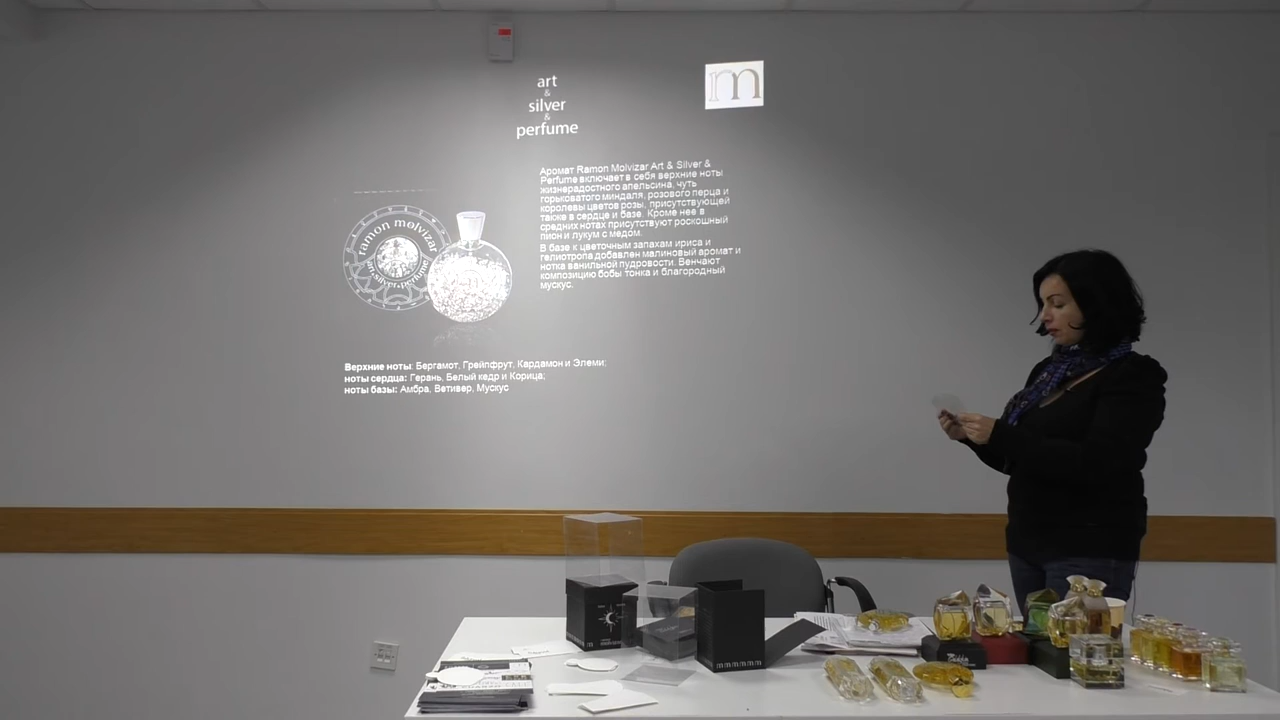 art
&
silver
&
perfume
m
Аромат Ramon Molvizar Art & Silver &
Perfume включает в себя верхние ноты
жизнерадостного апельсина, чуть
горьковатого миндаля, розового перца и
королевы цветов розы, присутствующей
также в сердце и базе. Кроме нее в
средних нотах присутствуют роскошный
пион и лукум с медом.
В базе к цветочным запахам ириса и
гелиотропа добавлен малиновый аромат и
нотка ванильной пудровости. Венчают
композицию бобы тонка и благородный
мускус.
ramon molvizar
art·silver·perfume
Верхние ноты: Бергамот, Грейпфрут, Кардамон и Элеми;
ноты сердца: Герань, Белый кедр и Корица;
ноты базы: Амбра, Ветивер, Мускус